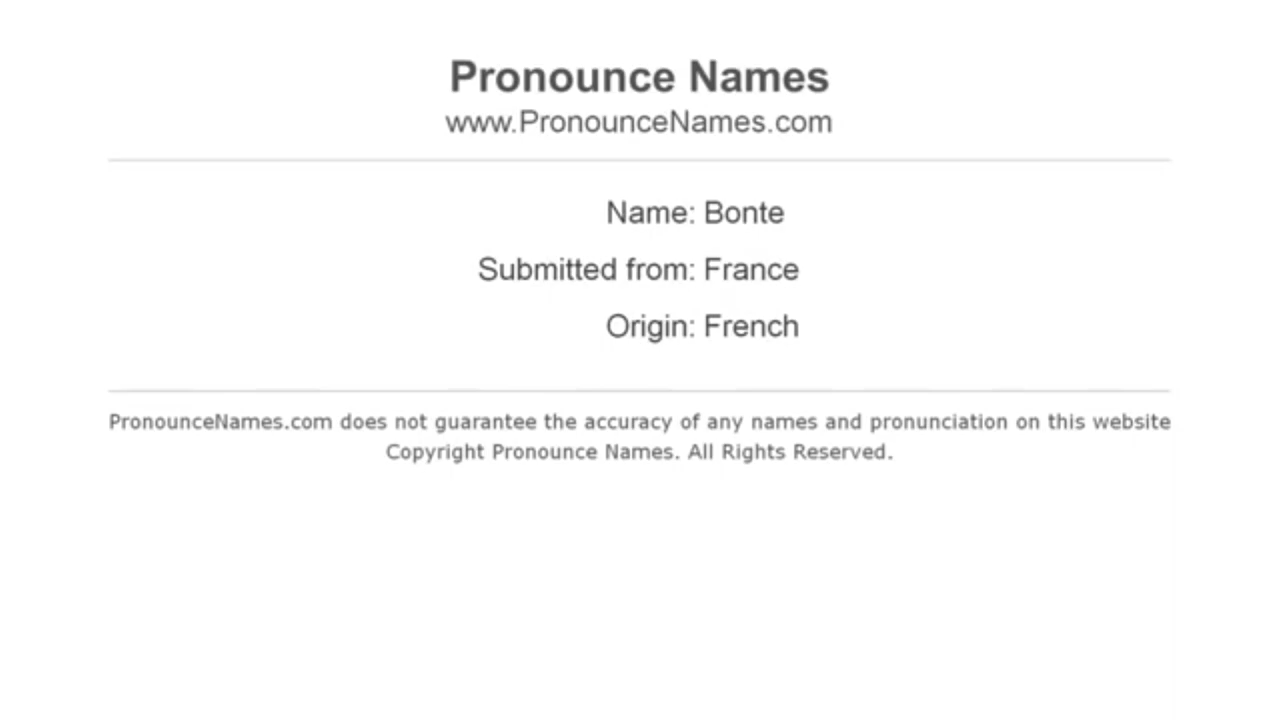 Pronounce Names
www.PronounceNames.com
Name: Bonte
Submitted from: France
Origin: French
PronounceNames.com does not guarantee the accuracy of any names and pronunciation on this website
Copyright Pronounce Names. All Rights Reserved.